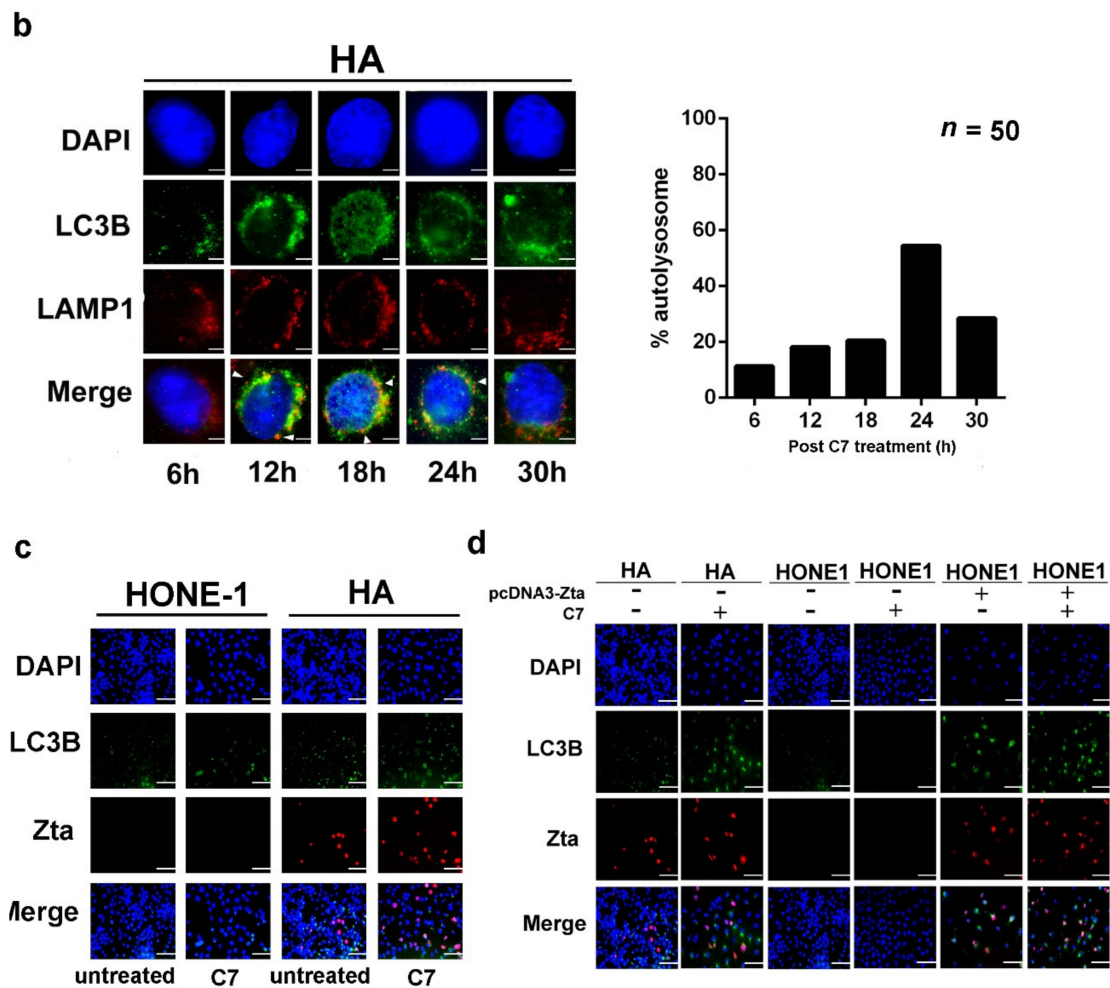 b
HA
DAPI
LC3B
LAMP1
Merge
6h 12h 18h 24h 30h
n = 50
% autolysosome
100
80
60
40
20
0
6 12 18 24 30
Post C7 treatment (h)
c
HONE-1 HA
DAPI
LC3B
Zta
Merge
untreated C7 untreated C7
d
HA HA HONE1 HONE1 HONE1 HONE1
pcDNA3-Zta - - - - + +
C7 - + - + - +
DAPI
LC3B
Zta
Merge